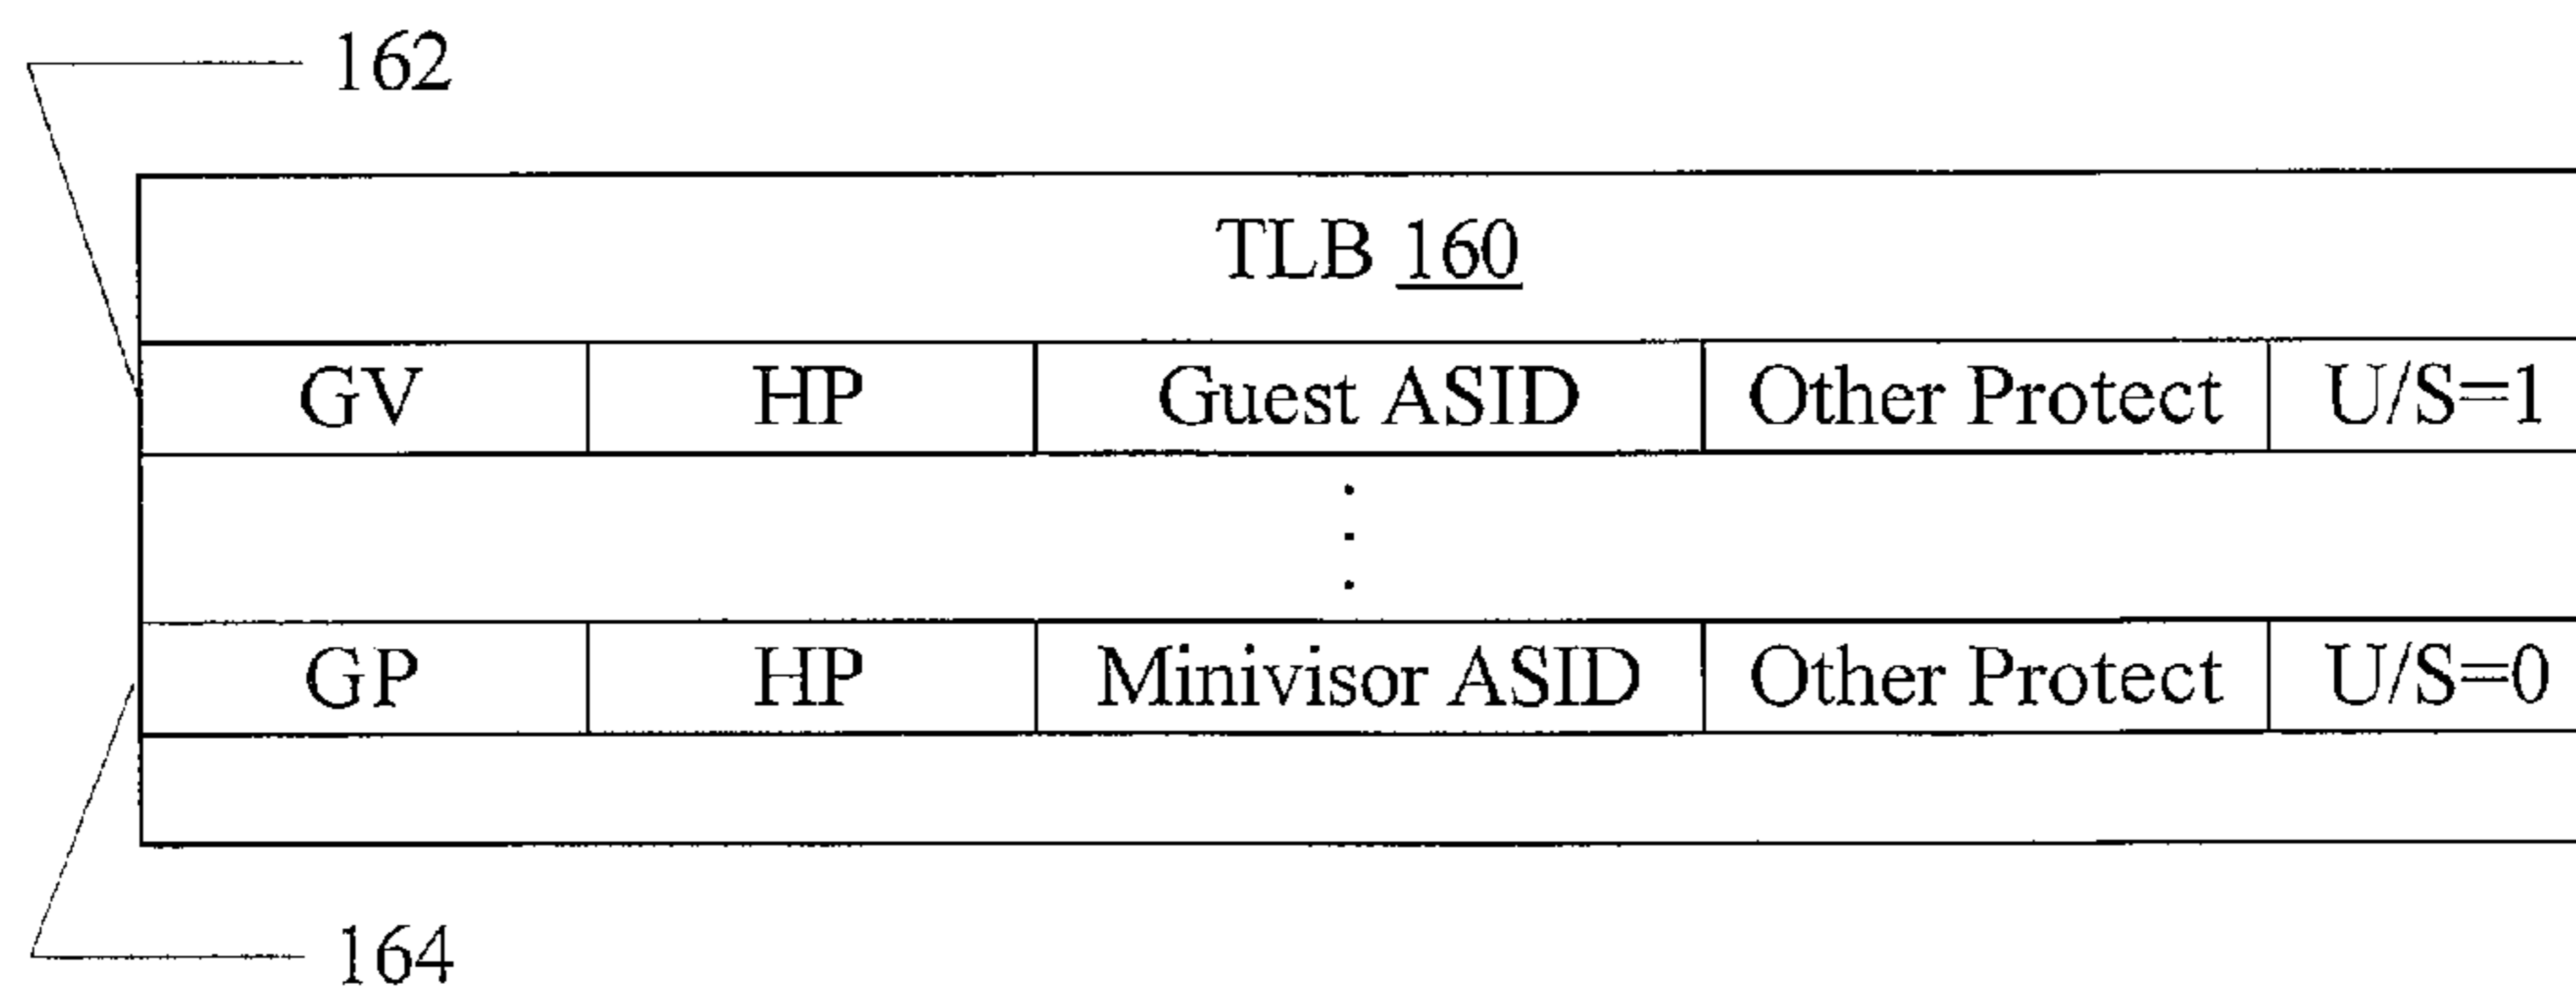 162
TLB 160
GV HP Guest ASID Other Protect U/S=1
GP HP Minivisor ASID Other Protect U/S=0
164